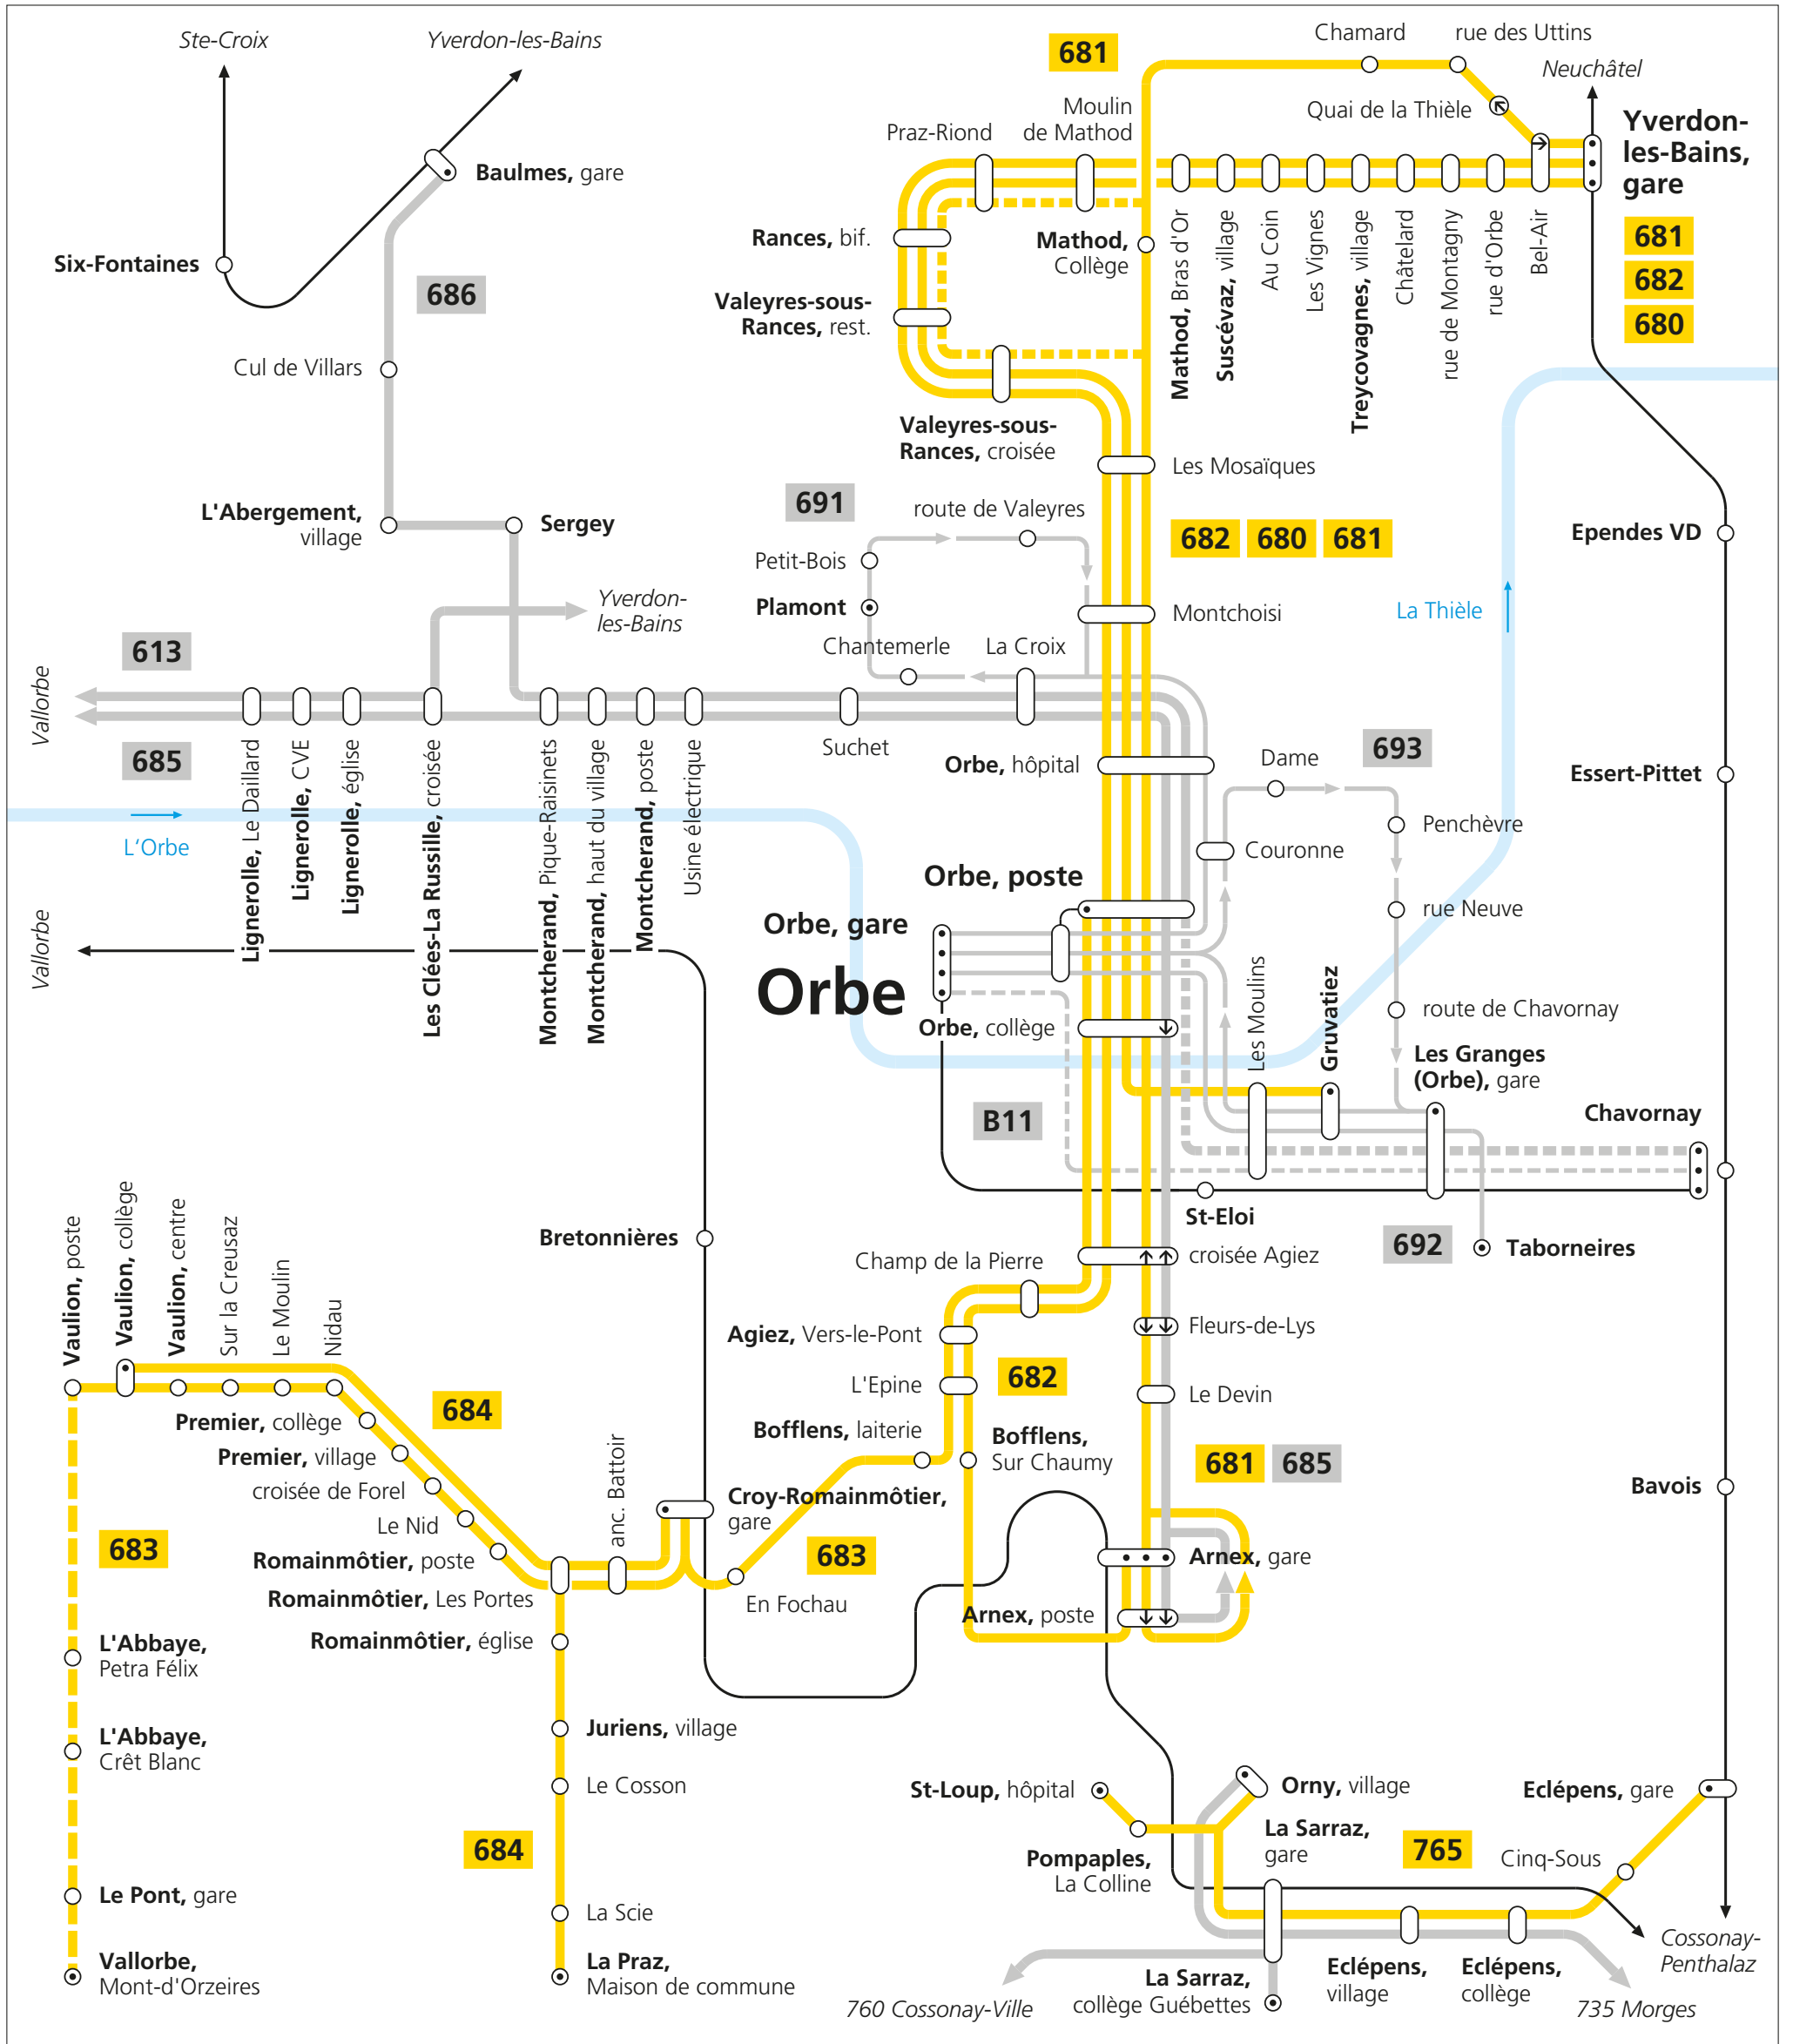 Ste-Croix
Yverdon-les-Bains
681
Chamard
rue des Uttins
Neuchâtel
Quai de la Thièle
Moulin
de Mathod
Praz-Riond
Yverdon-
les-Bains,
gare
681
682
680
Baulmes, gare
Six-Fontaines
686
Rances, bif.
Mathod,
Collège
Valeyres-sous-
Rances, rest.
Mathod, Bras d'Or
Suscévaz, village
Au Coin
Les Vignes
Treycovagnes, village
Châtelard
rue de Montagny
rue d'Orbe
Bel-Air
Cul de Villars
Valeyres-sous-
Rances, croisée
Les Mosaïques
L'Abergement,
village
Sergey
691
route de Valeyres
682
680
681
Ependes VD
Petit-Bois
Plamont
Yverdon-
les-Bains
Montchoisi
La Thièle
613
Chantemerle
La Croix
Vallorbe
685
Suchet
Orbe, hôpital
Dame
693
Essert-Pittet
L'Orbe
Lignerolle, Le Daillard
Lignerolle, CVE
Lignerolle, église
Les Clées-La Russille, croisée
Montcherand, Pique-Raisinets
Montcherand, haut du village
Montcherand, poste
Usine électrique
Penchèvre
Couronne
Orbe, poste
rue Neuve
Vallorbe
Orbe, gare
Orbe
Les Moulins
Gruvatiez
route de Chavornay
Orbe, collège
Les Granges
(Orbe), gare
B11
Chavornay
St-Eloi
692
Taborneires
Bretonnières
Champ de la Pierre
croisée Agiez
Vaulion, poste
Vaulion, collège
Vaulion, centre
Sur la Creusaz
Le Moulin
Nidau
Agiez, Vers-le-Pont
Fleurs-de-Lys
L'Epine
682
Le Devin
684
Premier, collège
Premier, village
croisée de Forel
Le Nid
Romainmôtier, poste
Romainmôtier, Les Portes
Romainmôtier, église
anc. Battoir
Bofflens, laiterie
Bofflens,
Sur Chaumy
681
685
Bavois
Croy-Romainmôtier,
gare
683
683
Arnex, gare
En Fochau
Arnex, poste
L'Abbaye,
Petra Félix
L'Abbaye,
Crêt Blanc
Juriens, village
Le Cosson
684
St-Loup, hôpital
Orny, village
Eclépens, gare
Pompaples,
La Colline
La Sarraz,
gare
765
Cinq-Sous
Le Pont, gare
La Scie
Vallorbe,
Mont-d'Orzeires
La Praz,
Maison de commune
Cossonay-
Penthalaz
La Sarraz,
collège Guébettes
Eclépens,
village
Eclépens,
collège
760 Cossonay-Ville
735 Morges